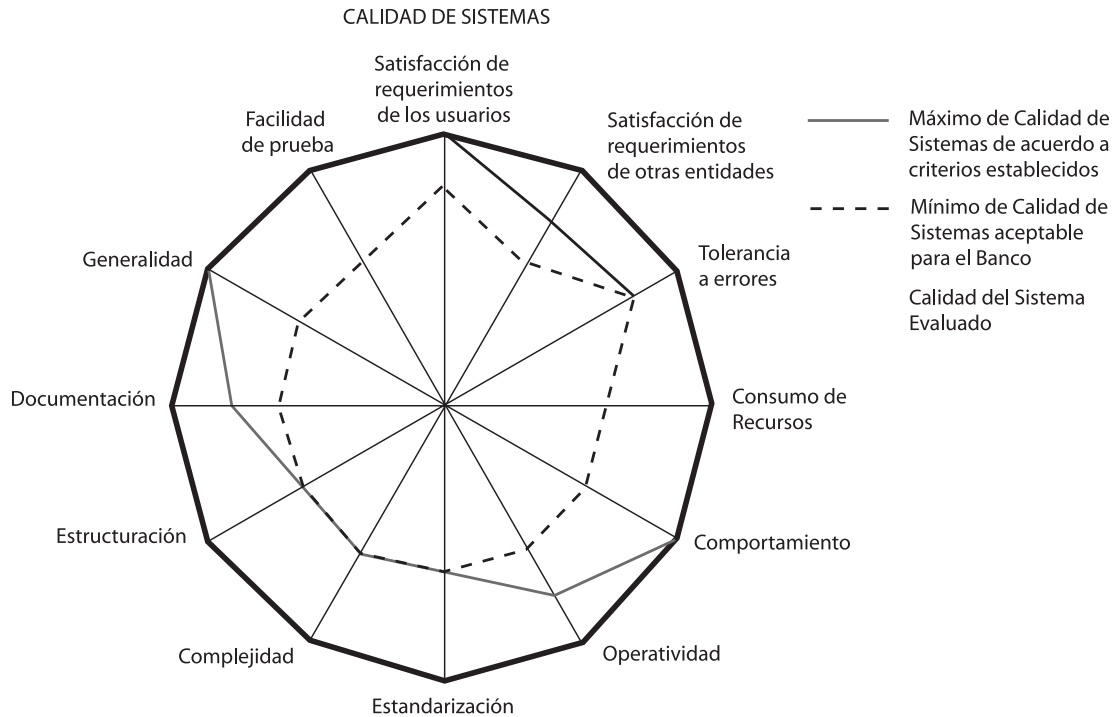 CALIDAD DE SISTEMAS
Satisfacción de
requerimientos
de los usuarios
Facilidad
de prueba
Satisfacción de
requerimientos
de otras entidades
Generalidad
Tolerancia
a errores
Documentación
Consumo de
Recursos
Estructuración
Comportamiento
Complejidad
Operatividad
Estandarización
Máximo de Calidad de
Sistemas de acuerdo a
criterios establecidos
Mínimo de Calidad de
Sistemas aceptable
para el Banco
Calidad del Sistema
Evaluado